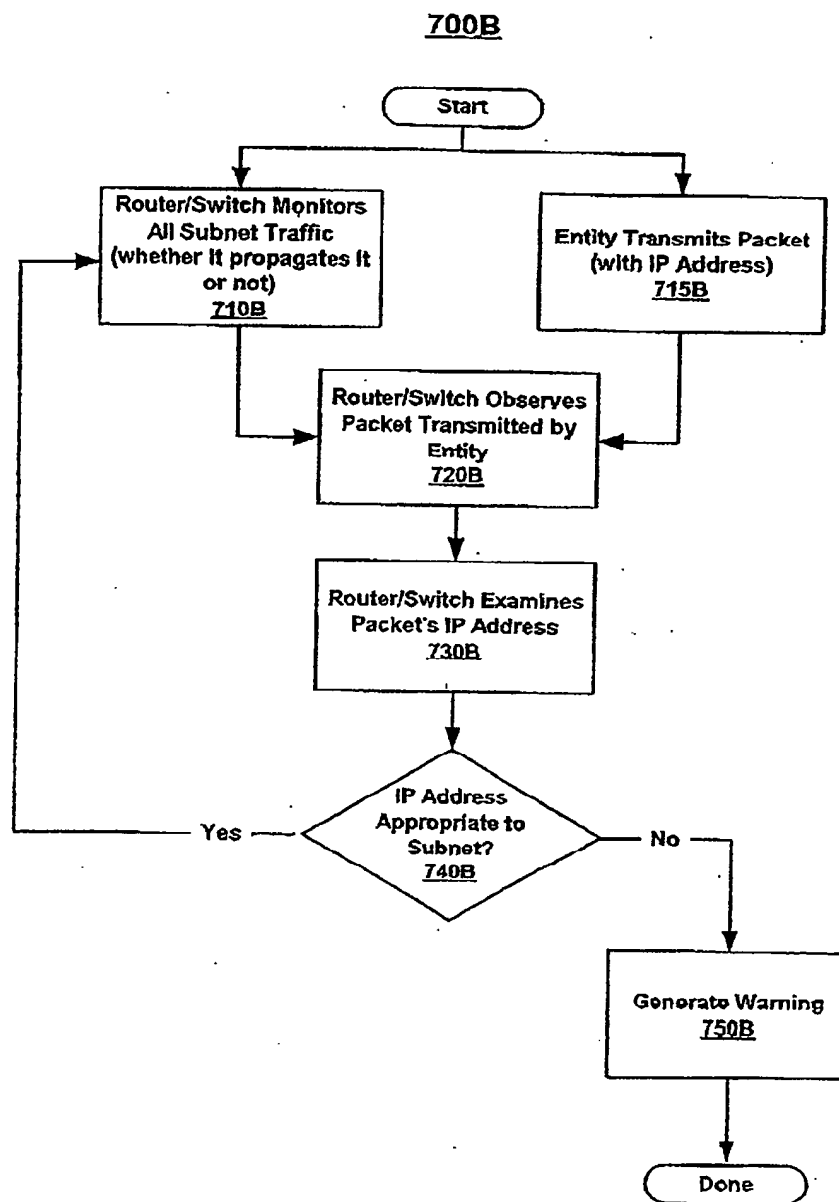 700B
Start
Router/Switch Monitors
All Subnet Traffic
(whether it propagates it
or not)
710B
Entity Transmits Packet
(with IP Address)
715B
Router/Switch Observes
Packet Transmitted by
Entity
720B
Router/Switch Examines
Packet's IP Address
730B
IP Address
Appropriate to
Subnet?
740B
Yes
No
Generate Warning
750B
Done